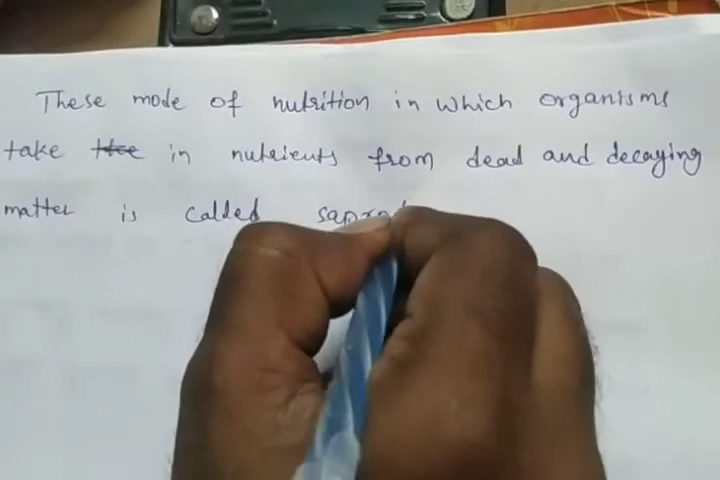 These mode of nutrition in which organisms
take in nutrients from dead and decaying
matter is called